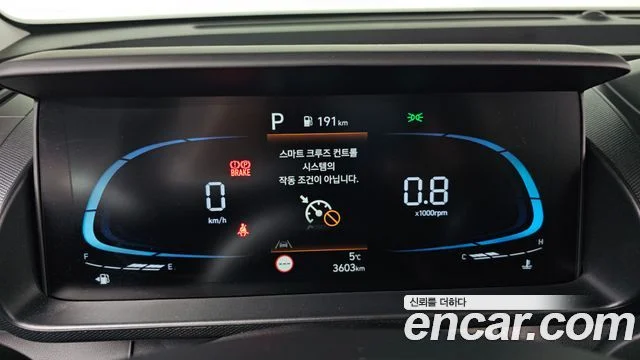 P 191 km
스마트 크루즈 컨트롤
시스템의
작동 조건이 아닙니다.
BRAKE
0
km/h
0.8
x1000rpm
F E
C H
5℃
3603km
신뢰를 더하다
encar.com